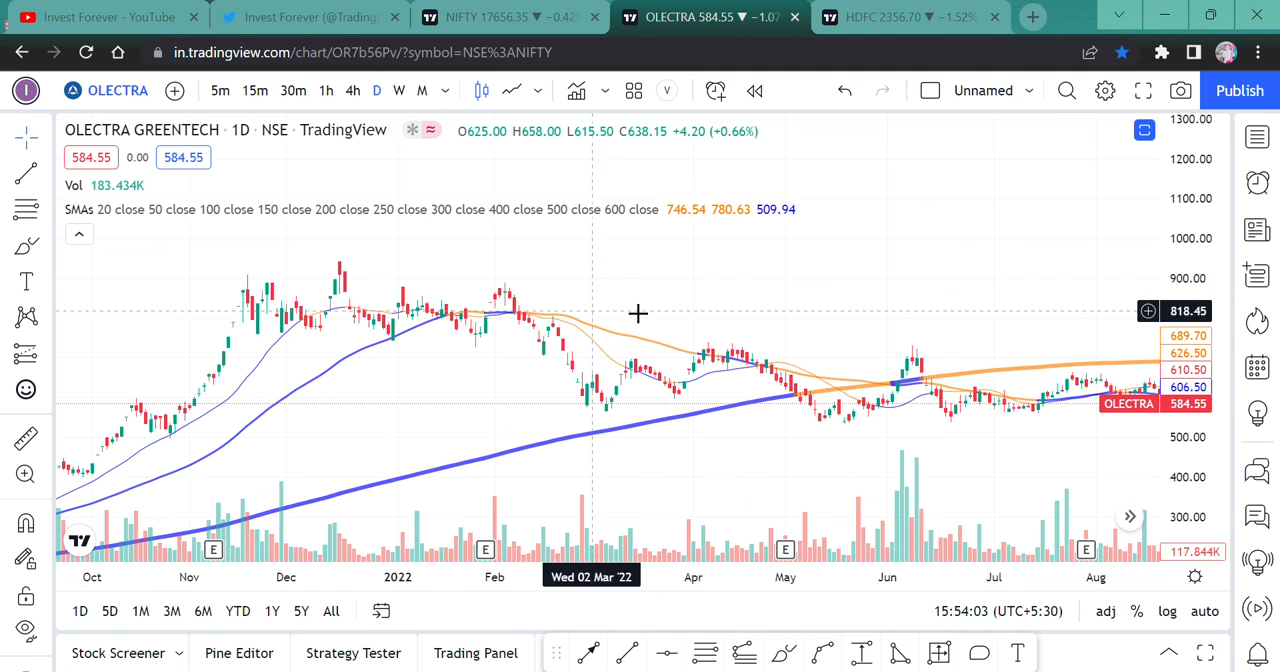 Invest Forever - YouTube
Invest Forever (@Trading
NIFTY 17656.35 ▼ −0.42%
OLECTRA 584.55 ▼ −1.07
HDFC 2356.70 ▼ −1.52%
in.tradingview.com/chart/OR7b56Pv/?symbol=NSE%3ANIFTY
I
OLECTRA
5m 15m 30m 1h 4h D W M
V
Unnamed
Publish
OLECTRA GREENTECH · 1D · NSE · TradingView
O625.00 H658.00 L615.50 C638.15 +4.20 (+0.66%)
584.55 0.00 584.55
Vol 183.434K
SMAs 20 close 50 close 100 close 150 close 200 close 250 close 300 close 400 close 500 close 600 close 746.54 780.63 509.94
1300.00
1200.00
1100.00
1000.00
900.00
818.45
689.70
626.50
610.50
606.50
OLECTRA 584.55
500.00
400.00
300.00
117.844K
E E E E
Oct Nov Dec 2022 Feb Wed 02 Mar '22 Apr May Jun Jul Aug
1D 5D 1M 3M 6M YTD 1Y 5Y All
15:54:03 (UTC+5:30) adj % log auto
Stock Screener Pine Editor Strategy Tester Trading Panel
T